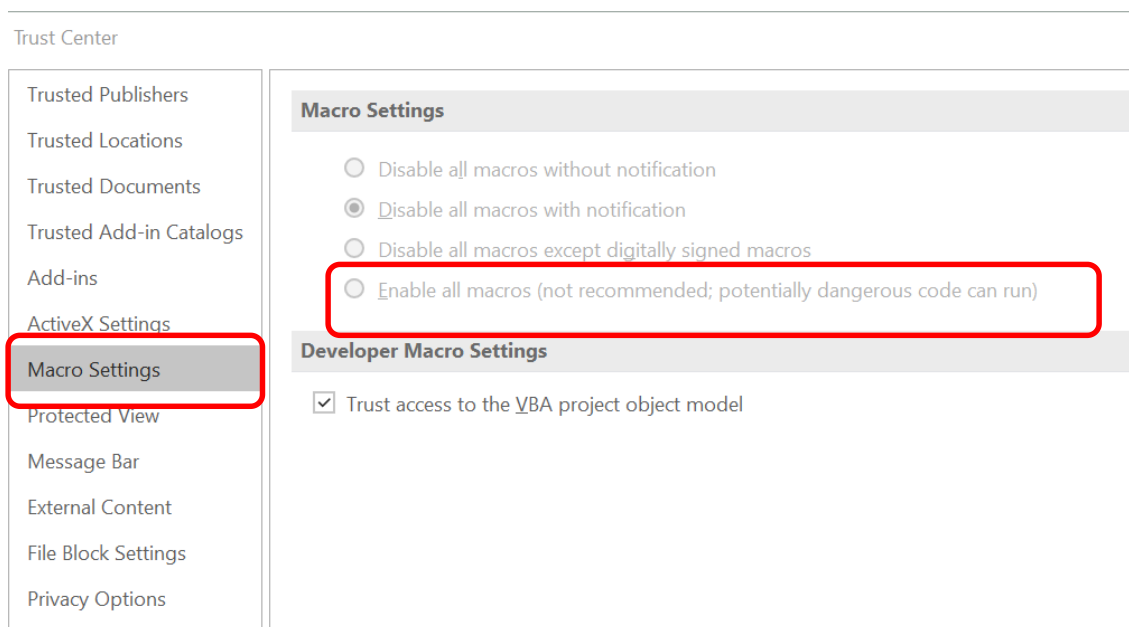 Trust Center
Trusted Publishers
Trusted Locations
Trusted Documents
Trusted Add-in Catalogs
Add-ins
ActiveX Settings
Macro Settings
Protected View
Message Bar
External Content
File Block Settings
Privacy Options
Macro Settings
Disable all macros without notification
Disable all macros with notification
Disable all macros except digitally signed macros
Enable all macros (not recommended; potentially dangerous code can run)
Developer Macro Settings
Trust access to the VBA project object model